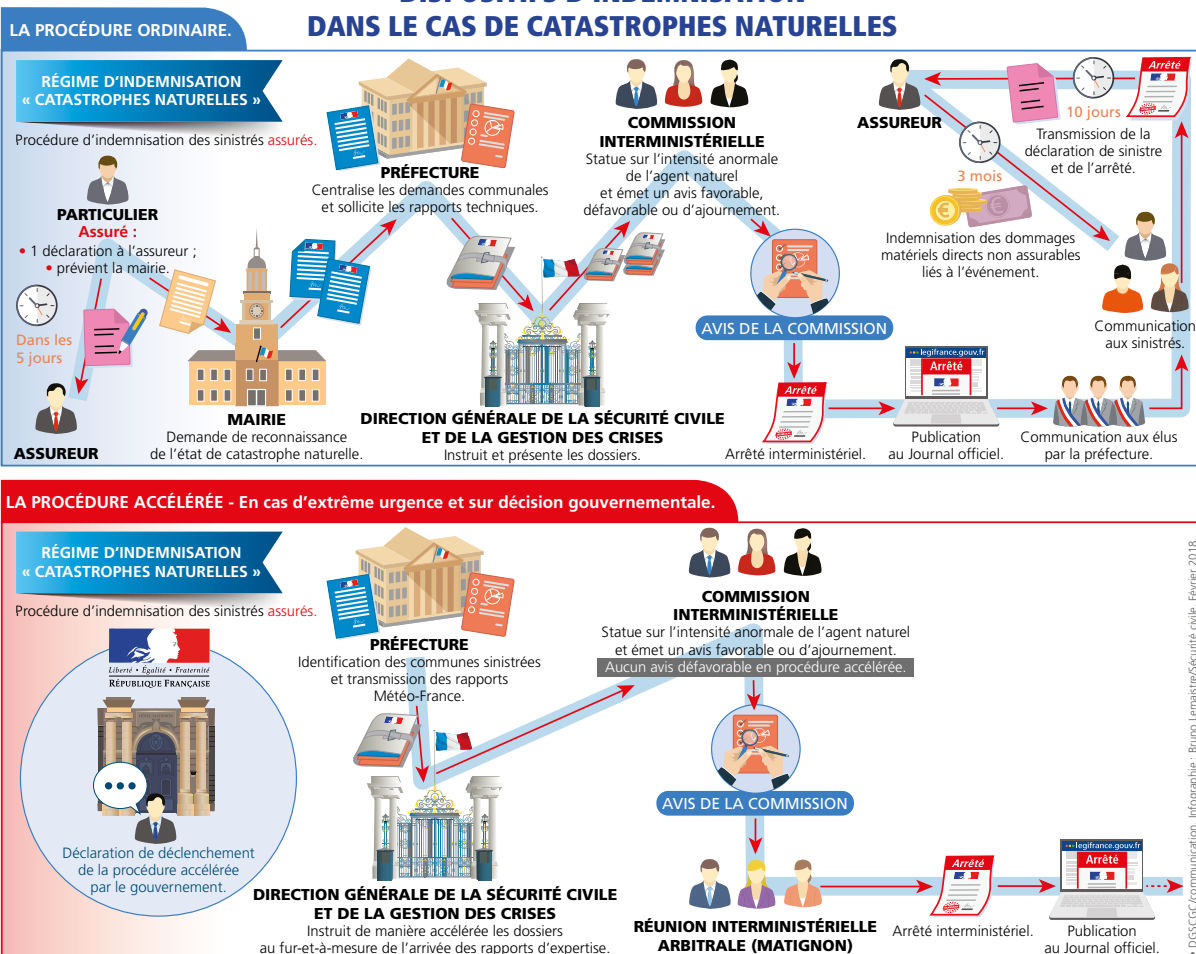 DISPOSITIFS D'INDEMNISATION
DANS LE CAS DE CATASTROPHES NATURELLES
LA PROCÉDURE ORDINAIRE.
RÉGIME D'INDEMNISATION
« CATASTROPHES NATURELLES »
Procédure d'indemnisation des sinistrés assurés.
PARTICULIER
Assuré :
• 1 déclaration à l'assureur ;
• prévient la mairie.
Dans les
5 jours
ASSUREUR
MAIRIE
Demande de reconnaissance
de l'état de catastrophe naturelle.
PRÉFECTURE
Centralise les demandes communales
et sollicite les rapports techniques.
DIRECTION GÉNÉRALE DE LA SÉCURITÉ CIVILE
ET DE LA GESTION DES CRISES
Instruit et présente les dossiers.
COMMISSION
INTERMINISTÉRIELLE
Statue sur l'intensité anormale
de l'agent naturel
et émet un avis favorable,
défavorable ou d'ajournement.
AVIS DE LA COMMISSION
Arrêté
Arrêté interministériel.
legifrance.gouv.fr
Arrêté
Publication
au Journal officiel.
Communication aux élus
par la préfecture.
Communication
aux sinistrés.
Arrêté
10 jours
Transmission de la
déclaration de sinistre
et de l'arrêté.
ASSUREUR
3 mois
Indemnisation des dommages
matériels directs non assurables
liés à l'événement.
LA PROCÉDURE ACCÉLÉRÉE - En cas d'extrême urgence et sur décision gouvernementale.
RÉGIME D'INDEMNISATION
« CATASTROPHES NATURELLES »
Procédure d'indemnisation des sinistrés assurés.
Liberté • Égalité • Fraternité
RÉPUBLIQUE FRANÇAISE
Déclaration de déclenchement
de la procédure accélérée
par le gouvernement.
PRÉFECTURE
Identification des communes sinistrées
et transmission des rapports
Météo-France.
DIRECTION GÉNÉRALE DE LA SÉCURITÉ CIVILE
ET DE LA GESTION DES CRISES
Instruit de manière accélérée les dossiers
au fur-et-à-mesure de l'arrivée des rapports d'expertise.
COMMISSION
INTERMINISTÉRIELLE
Statue sur l'intensité anormale de l'agent naturel
et émet un avis favorable ou d'ajournement.
Aucun avis défavorable en procédure accélérée.
AVIS DE LA COMMISSION
RÉUNION INTERMINISTÉRIELLE
ARBITRALE (MATIGNON)
Arrêté
Arrêté interministériel.
legifrance.gouv.fr
Arrêté
Publication
au Journal officiel.
DGSCGC/communication. Infographie : Bruno Lemaistre/Sécurité civile. Février 2018